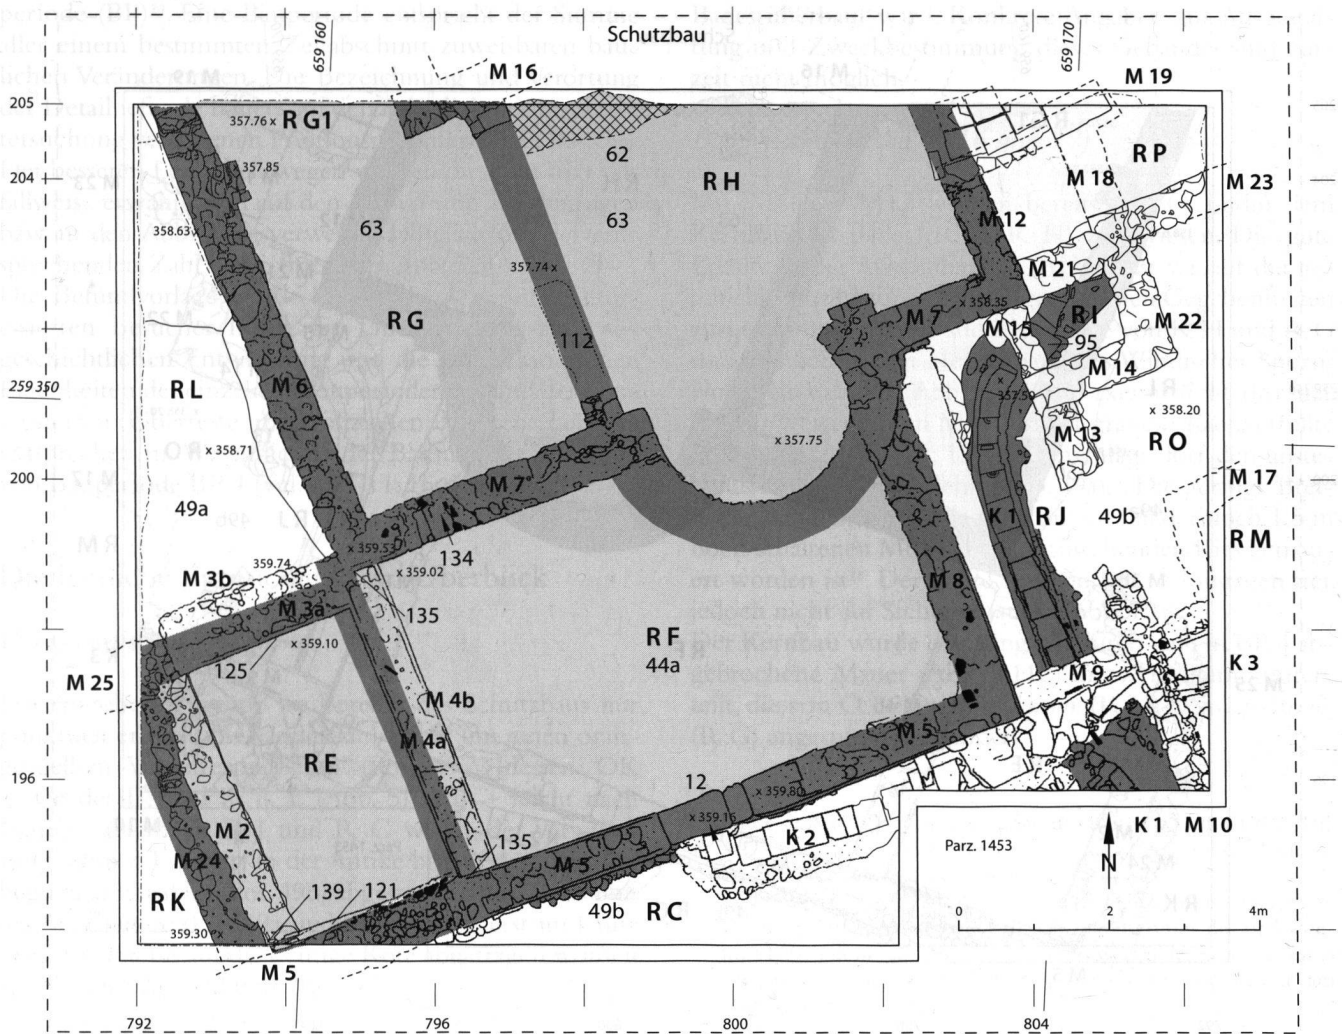 Schutzbau
659160
659170
M 16
M 19
205
357.76 x R G1
R P
x 357.85
62
R H
204
M 18
M 23
358.63 x
63
63
M 12
357.74 x
M 21
R G
x 358.35
M 7
M 15
R I
M 22
112
95
259 350
M 6
M 14
R L
357.50
x 358.20
x 357.75
M 13
R O
x 358.71
200
M 7
M 17
49a
K 1
R J
49b
R M
x 359.53
134
359.74
x 359.02
M 3b
M 8
M 3a
135
R F
x 359.10
44a
K 3
125
M 9
M 25
M 4b
M 5
M 4a
R E
196
12
x 359.80
x 359.16
M 2
K 2
K 1 M 10
Parz. 1453
135
M 5
M 24
N
139
121
R K
49b
R C
0 2 4m
359.30 x
M 5
792 796 800 804